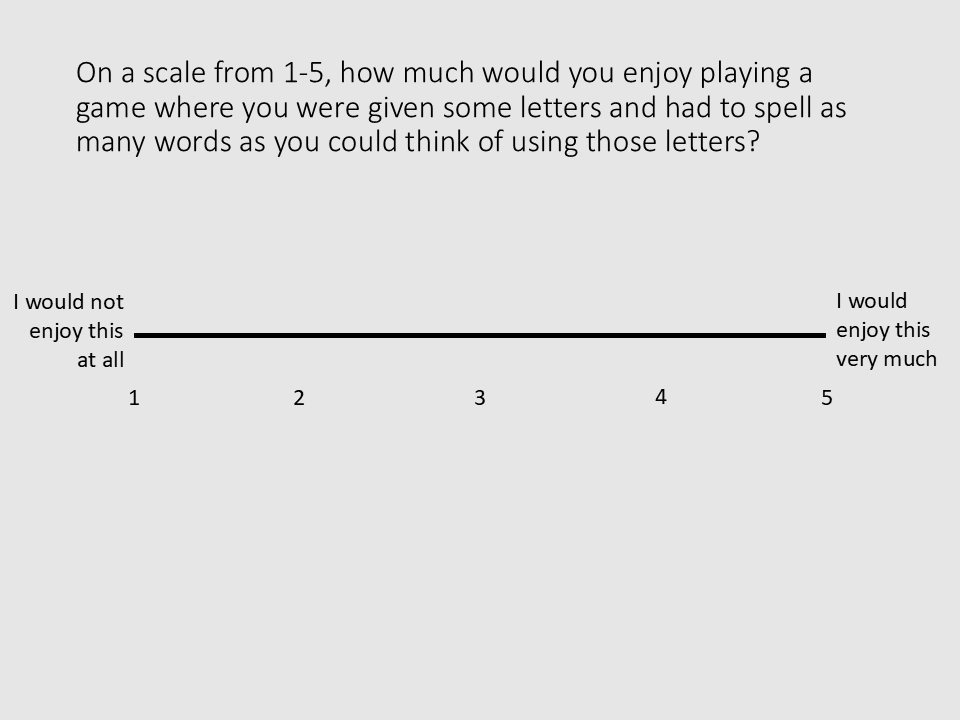 On a scale from 1-5, how much would you enjoy playing a
game where you were given some letters and had to spell as
many words as you could think of using those letters?
I would not
enjoy this
at all
I would
enjoy this
very much
1 2 3 4 5